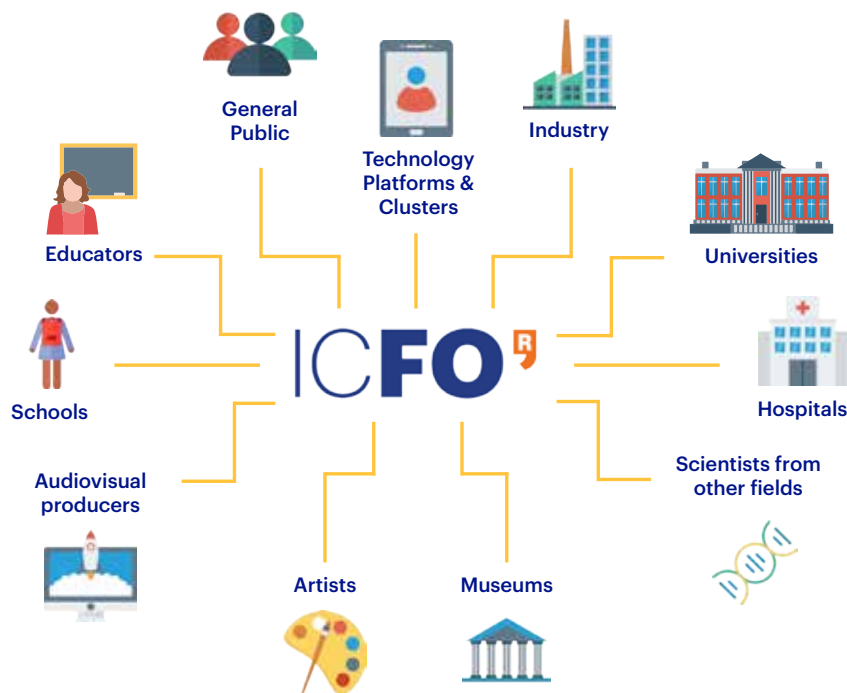 General
Public
Technology
Platforms &
Clusters
Industry
Educators
Universities
ICFO R
Schools
Hospitals
Audiovisual
producers
Scientists from
other fields
Artists
Museums